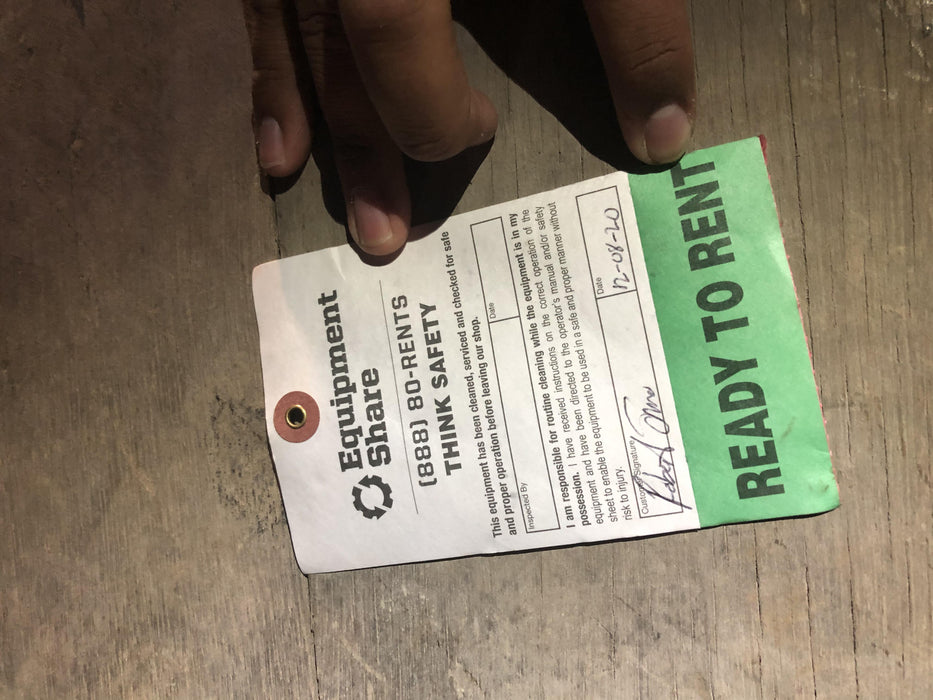 Equipment
Share
(888) 80-RENTS
THINK SAFETY
This equipment has been cleaned, serviced and checked for safe
and proper operation before leaving our shop.
Inspected By
Date
I am responsible for routine cleaning while the equipment is in my
possession. I have received instructions on the correct operation of the
equipment and have been directed to the operator's manual and/or safety
sheet to enable the equipment to be used in a safe and proper manner without
risk to injury.
Customer Signature
Date
12-08-20
READY TO RENT